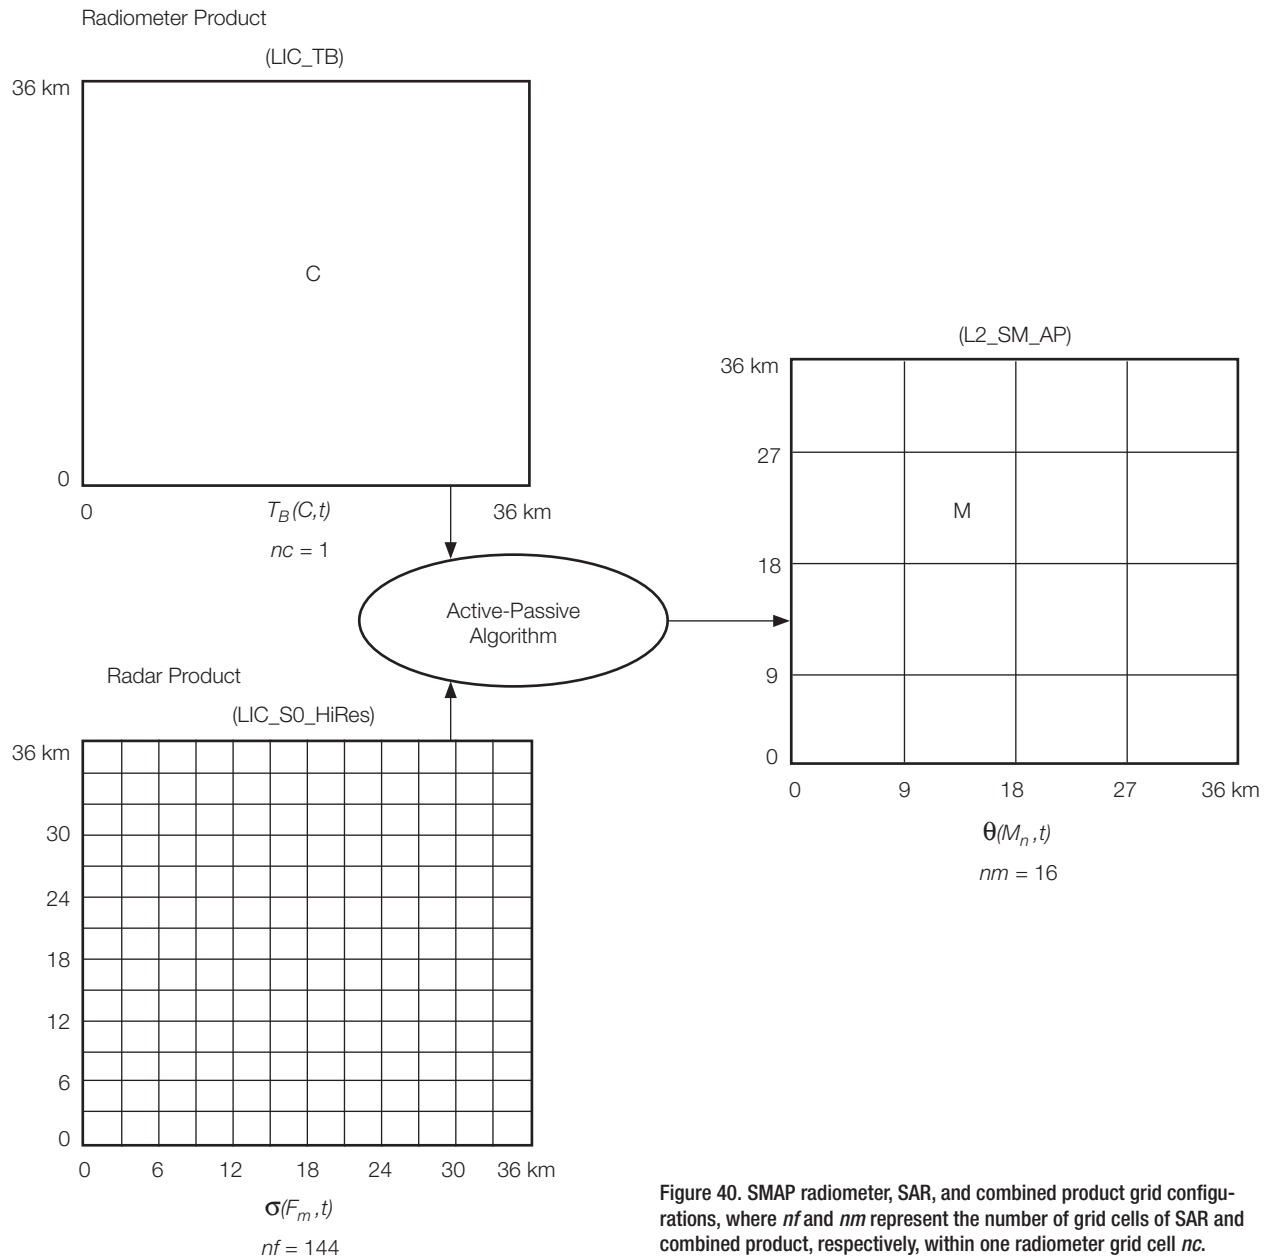 Radiometer Product
(LIC_TB)
36 km
C
0
0 36 km
T_B(C,t)
nc = 1
Active-Passive
Algorithm
(L2_SM_AP)
36 km
27
M
18
9
0
0 9 18 27 36 km
θ(M_n,t)
nm = 16
Radar Product
(LIC_S0_HiRes)
36 km
30
24
18
12
6
0
0 6 12 18 24 30 36 km
σ(F_m,t)
nf = 144
Figure 40. SMAP radiometer, SAR, and combined product grid configu-
rations, where nf and nm represent the number of grid cells of SAR and
combined product, respectively, within one radiometer grid cell nc.